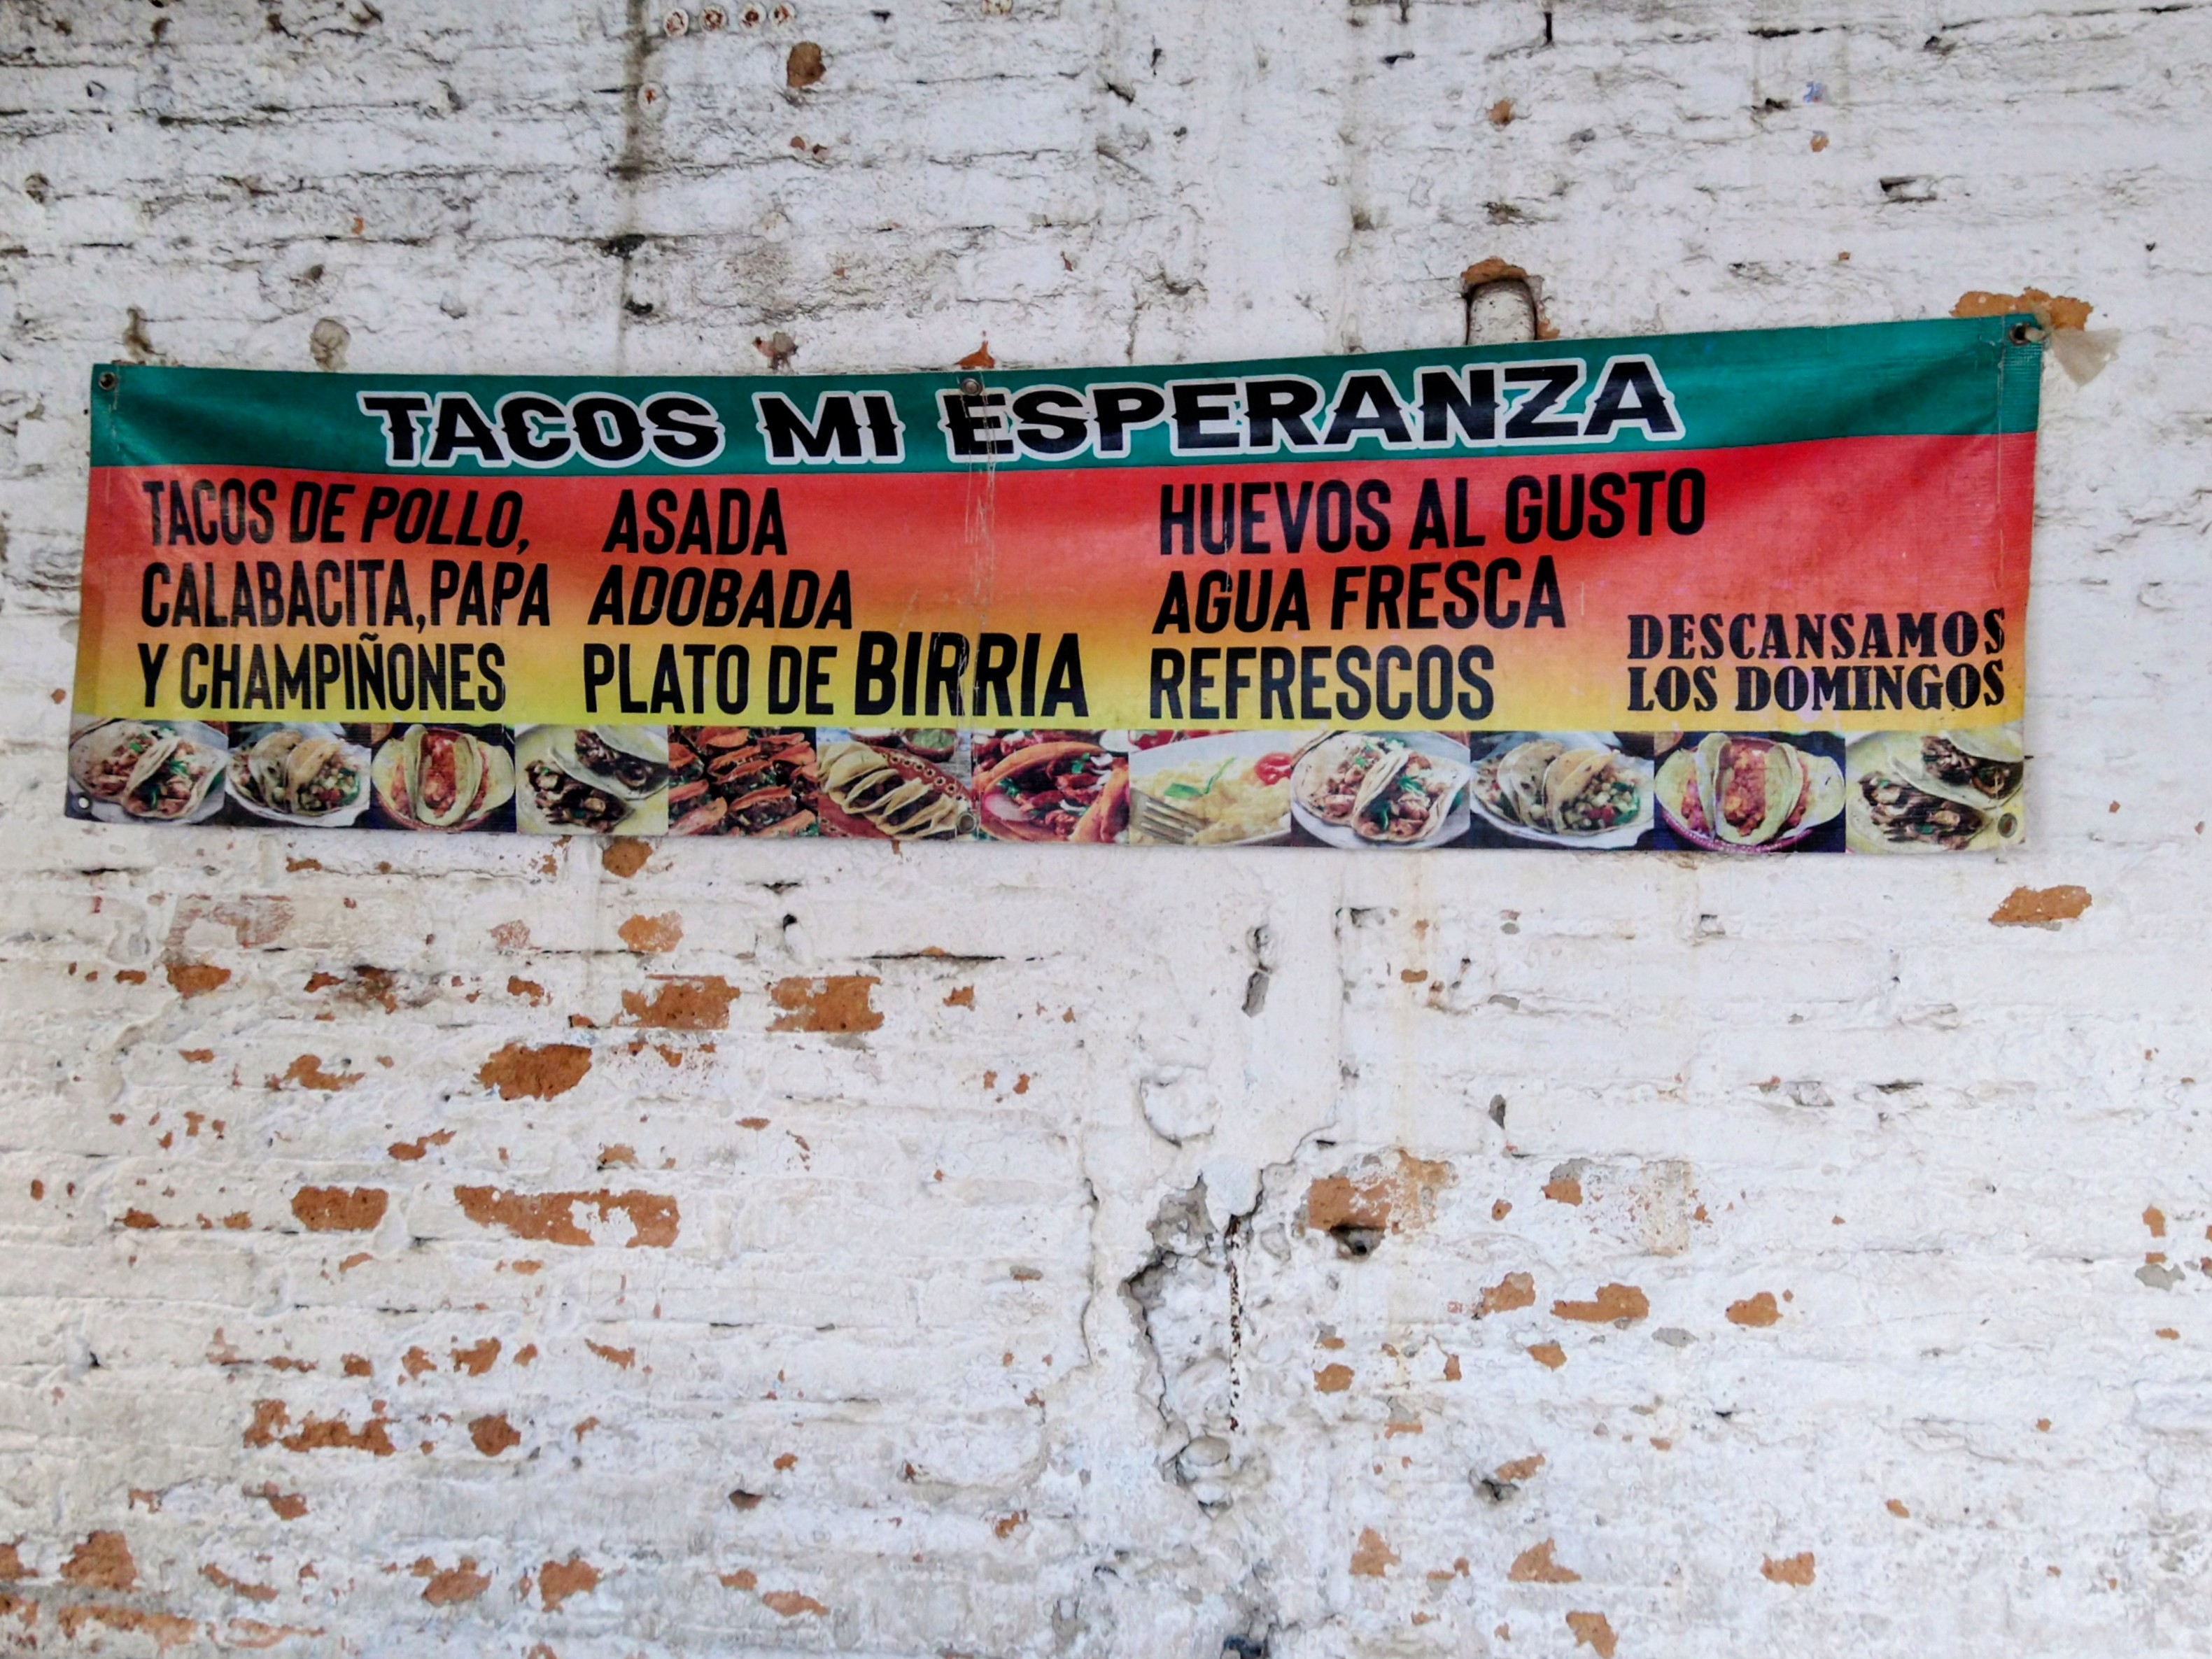 TACOS MI ESPERANZA
TACOS DE POLLO,
CALABACITA, PAPA
Y CHAMPIÑONES
ASADA
ADOBADA
PLATO DE BIRRIA
HUEVOS AL GUSTO
AGUA FRESCA
REFRESCOS
DESCANSAMOS
LOS DOMINGOS